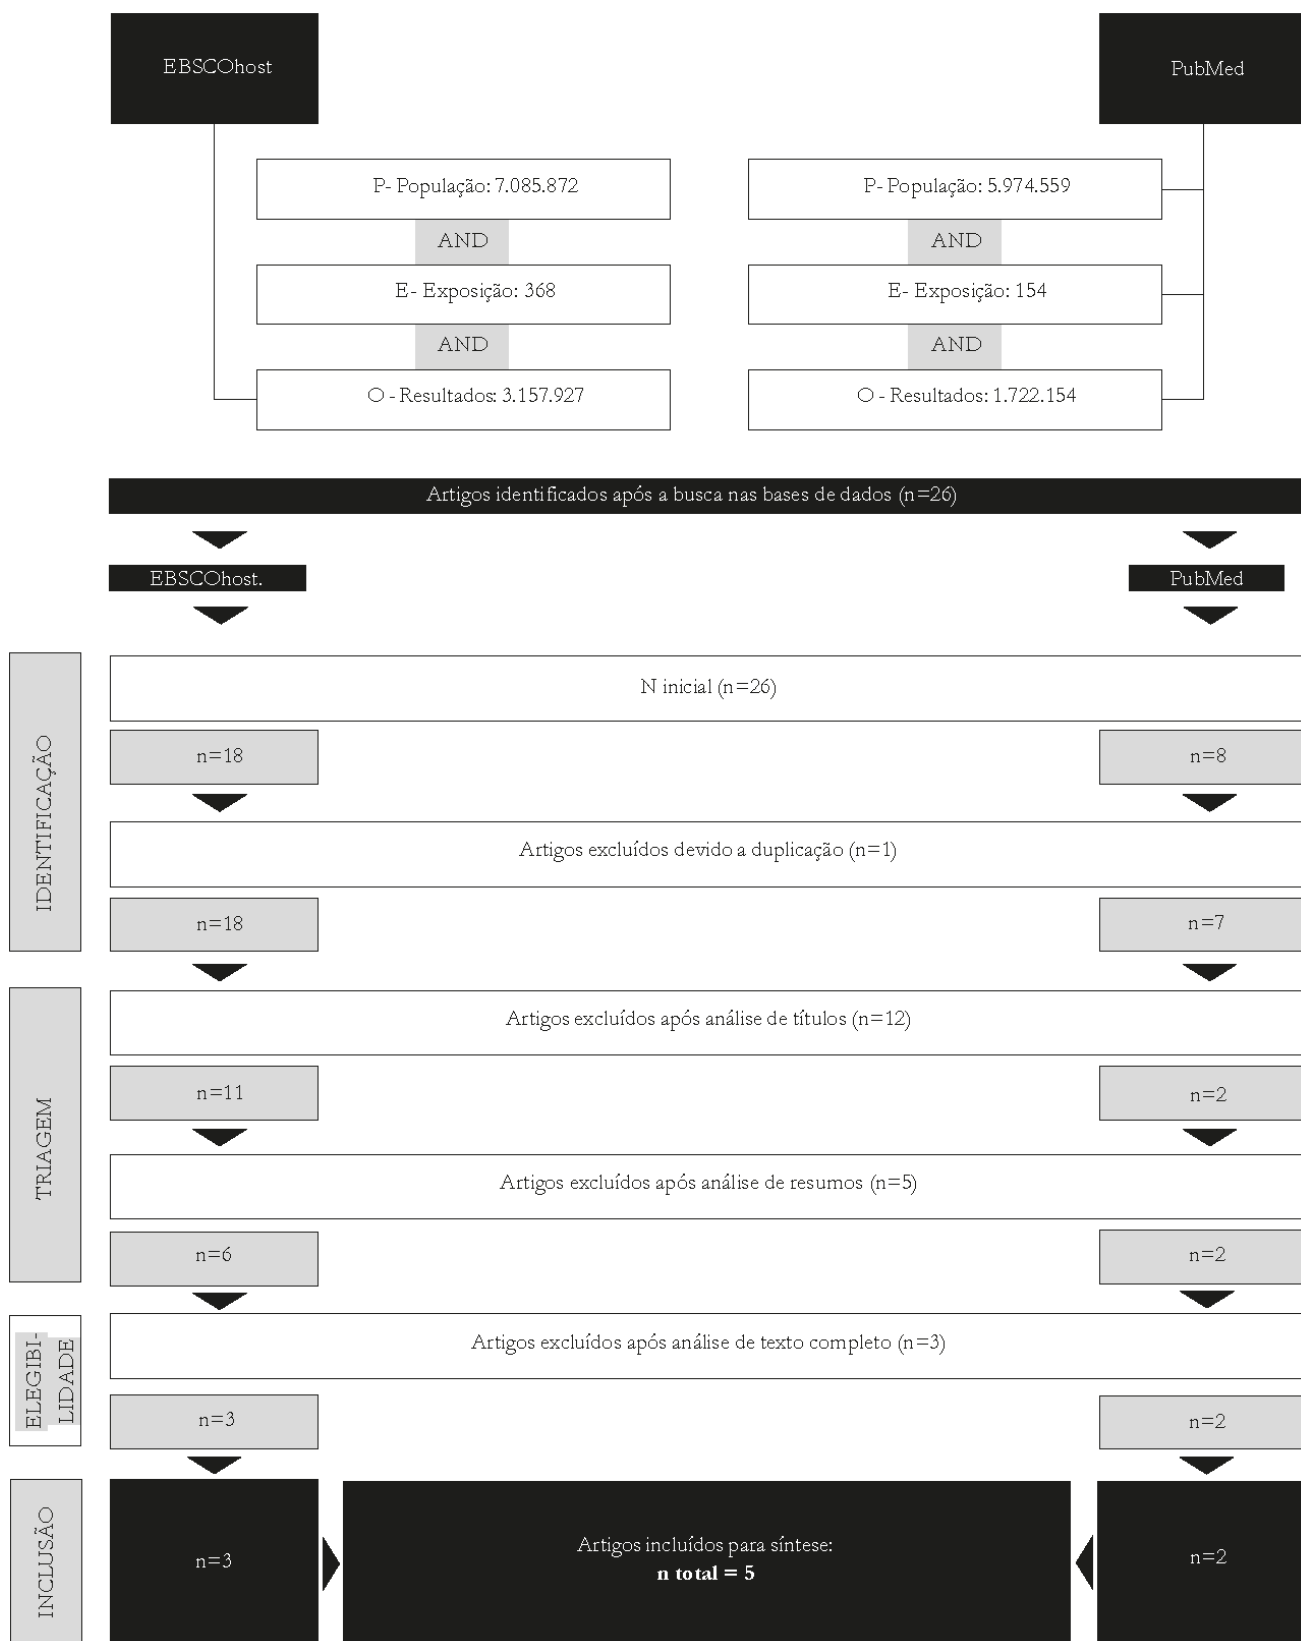 EBSCOhost
PubMed
P- População: 7.085.872
P- População: 5.974.559
AND
AND
E- Exposição: 368
E- Exposição: 154
AND
AND
O - Resultados: 3.157.927
O - Resultados: 1.722.154
Artigos identificados após a busca nas bases de dados (n=26)
EBSCOhost.
PubMed
IDENTIFICAÇÃO
N inicial (n=26)
n=18
n=8
Artigos excluídos devido a duplicação (n=1)
n=18
n=7
TRIAGEM
Artigos excluídos após análise de títulos (n=12)
n=11
n=2
Artigos excluídos após análise de resumos (n=5)
n=6
n=2
ELEGIBI-
LIDADE
Artigos excluídos após análise de texto completo (n=3)
n=3
n=2
INCLUSÃO
n=3
Artigos incluídos para síntese:
n total = 5
n=2